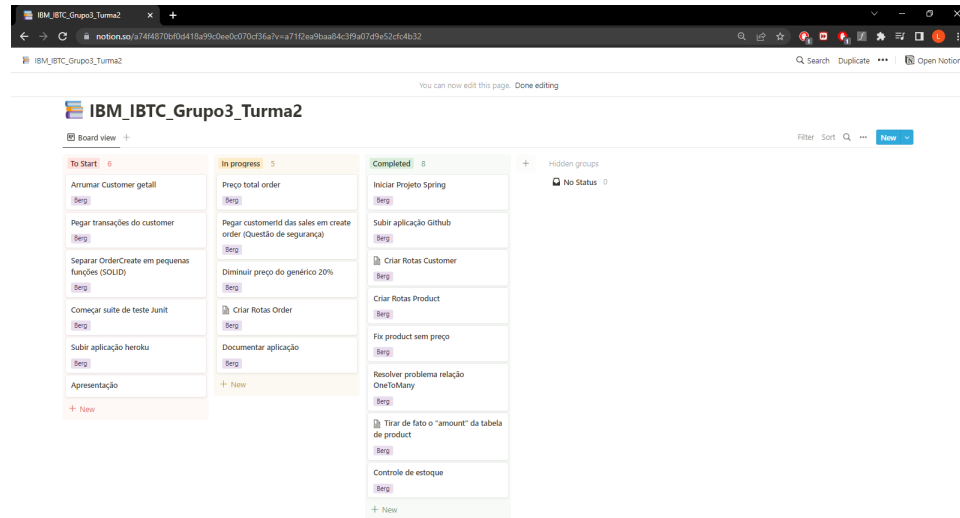 IBM_IBTC_Grupo3_Turma2
notion.so/a74f4870bf0d418a99c0ee0c070cf36a?v=a71f2ea9baa84c3f9a07d9e52cfc4b32
IBM_IBTC_Grupo3_Turma2
Search Duplicate ••• Open Notion
You can now edit this page. Done editing
IBM_IBTC_Grupo3_Turma2
Board view +
Filter Sort ••• New
To Start 6
Arrumar Customer getall
Berg
Pegar transações do customer
Berg
Separar OrderCreate em pequenas
funções (SOLID)
Berg
Começar suite de teste Junit
Berg
Subir aplicação heroku
Berg
Apresentação
+ New
In progress 5
Preço total order
Berg
Pegar customerId das sales em create
order (Questão de segurança)
Berg
Diminuir preço do genérico 20%
Berg
Criar Rotas Order
Berg
Documentar aplicação
Berg
+ New
Completed 8
Iniciar Projeto Spring
Berg
Subir aplicação Github
Berg
Criar Rotas Customer
Berg
Criar Rotas Product
Berg
Fix product sem preço
Berg
Resolver problema relação
OneToMany
Berg
Tirar de fato o "amount" da tabela
de product
Berg
Controle de estoque
Berg
+ New
+ Hidden groups
No Status 0